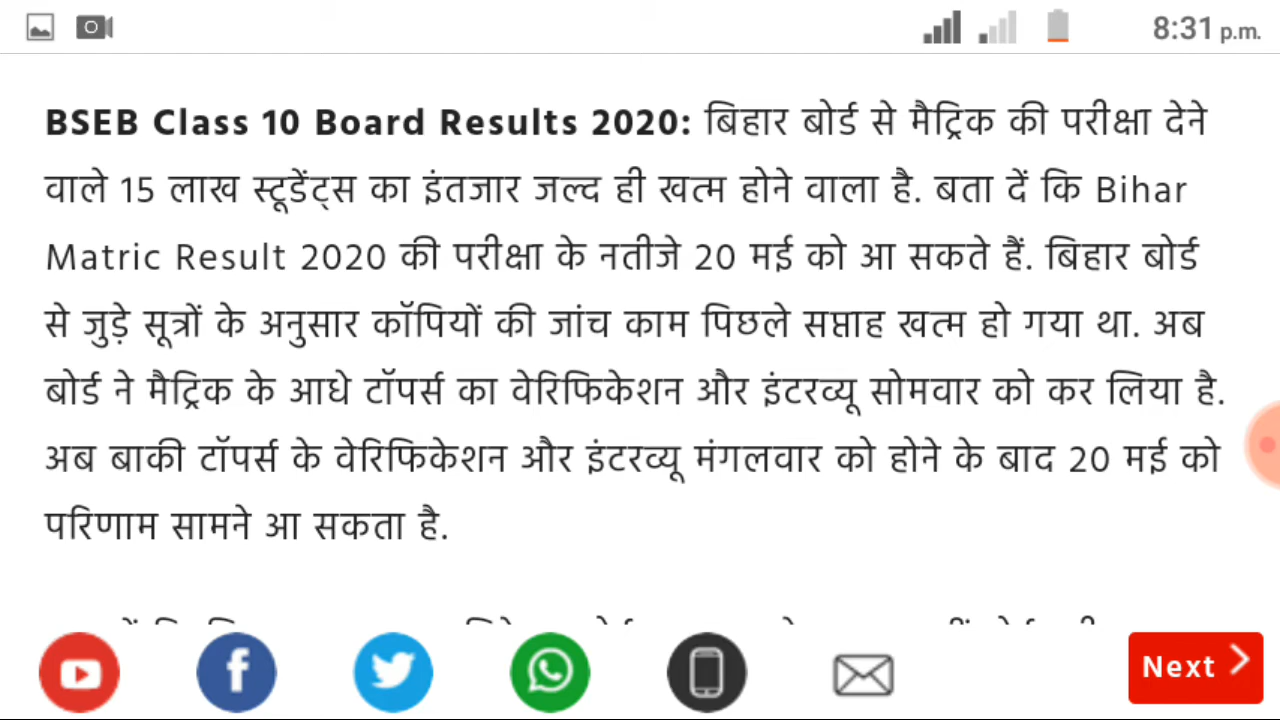 8:31 p.m.
BSEB Class 10 Board Results 2020: बिहार बोर्ड से मैट्रिक की परीक्षा देने
वाले 15 लाख स्टूडेंट्स का इंतजार जल्द ही खत्म होने वाला है. बता दें कि Bihar
Matric Result 2020 की परीक्षा के नतीजे 20 मई को आ सकते हैं. बिहार बोर्ड
से जुड़े सूत्रों के अनुसार कॉपियों की जांच काम पिछले सप्ताह खत्म हो गया था. अब
बोर्ड ने मैट्रिक के आधे टॉपर्स का वेरिफिकेशन और इंटरव्यू सोमवार को कर लिया है.
अब बाकी टॉपर्स के वेरिफिकेशन और इंटरव्यू मंगलवार को होने के बाद 20 मई को
परिणाम सामने आ सकता है.
Next